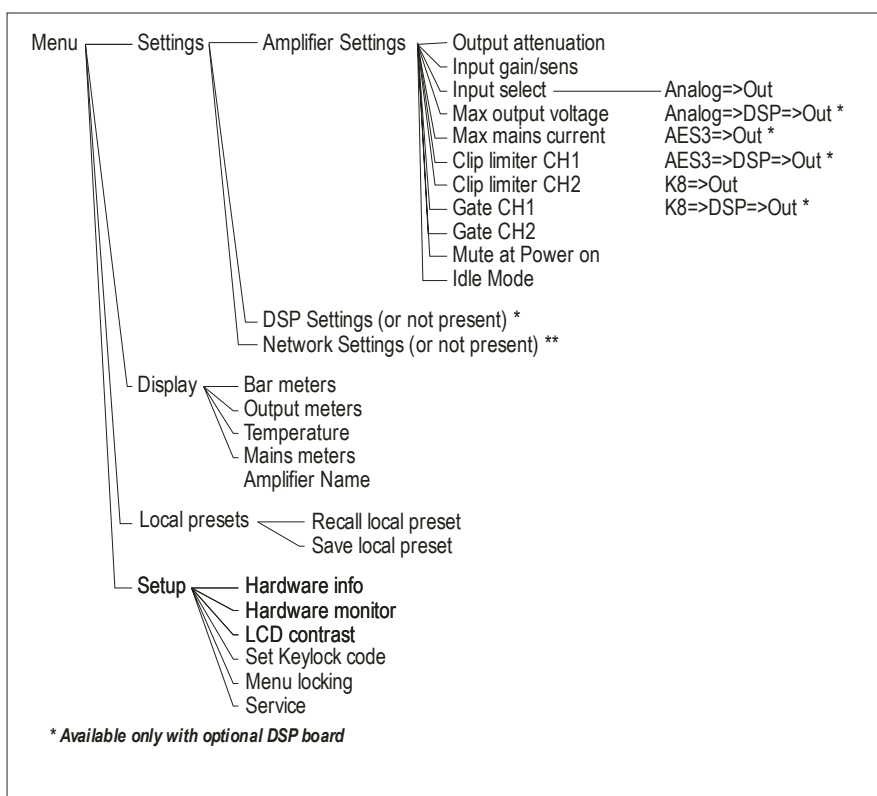 Menu Settings Amplifier Settings Output attenuation
Input gain/sens
Input select Analog=>Out
Max output voltage Analog=>DSP=>Out *
Max mains current AES3=>Out *
Clip limiter CH1 AES3=>DSP=>Out *
Clip limiter CH2 K8=>Out
Gate CH1 K8=>DSP=>Out *
Gate CH2
Mute at Power on
Idle Mode
DSP Settings (or not present) *
Network Settings (or not present) **
Display Bar meters
Output meters
Temperature
Mains meters
Amplifier Name
Local presets Recall local preset
Save local preset
Setup Hardware info
Hardware monitor
LCD contrast
Set Keylock code
Menu locking
Service
* Available only with optional DSP board